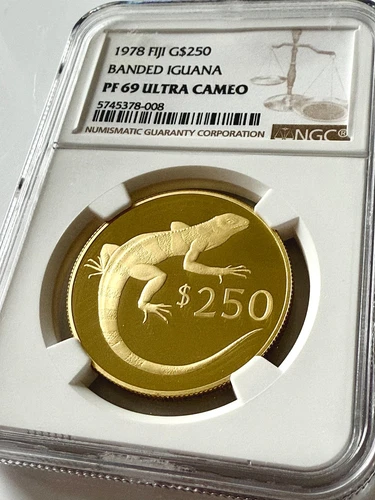 1978 FIJI G$250
BANDED IGUANA
PF 69 ULTRA CAMEO
5745378-008
NUMISMATIC GUARANTY CORPORATION NGC®
$250